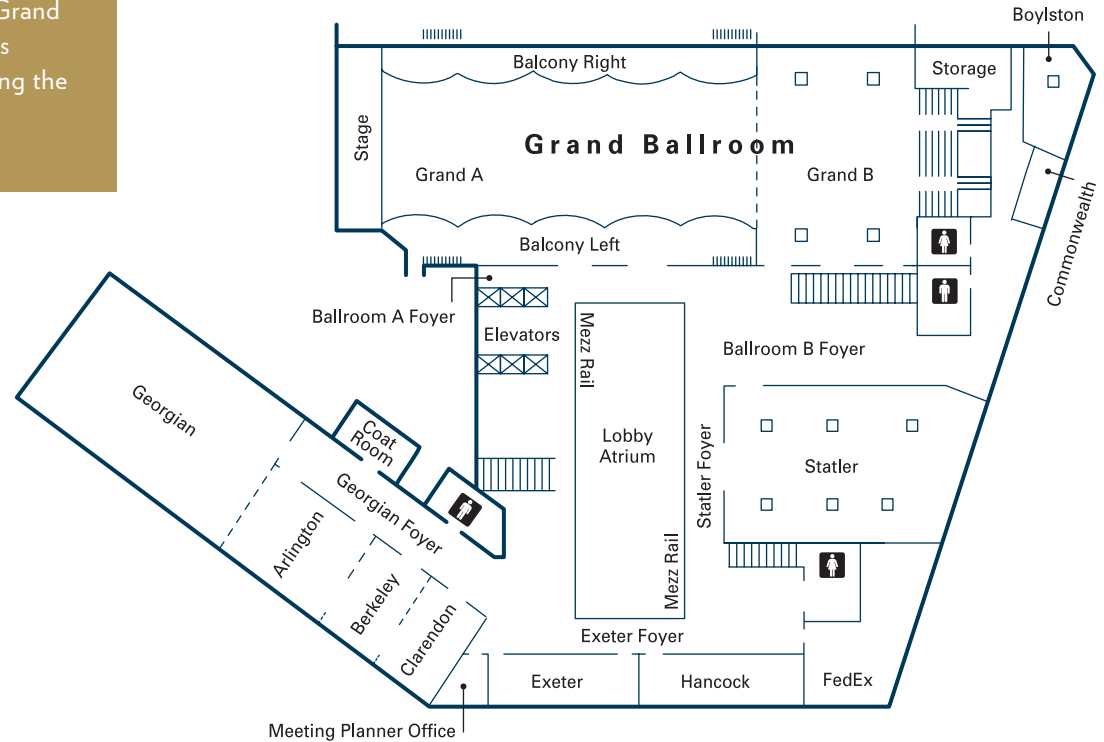 Grand
s
ng the
Boylston
Balcony Right
Storage
Stage
Grand Ballroom
Grand A
Grand B
Commonwealth
Balcony Left
Ballroom A Foyer
Elevators
Mezz Rail
Ballroom B Foyer
Georgian
Coat
Room
Lobby
Atrium
Statler Foyer
Statler
Georgian Foyer
Arlington
Berkeley
Clarendon
Mezz Rail
Exeter Foyer
Exeter
Hancock
FedEx
Meeting Planner Office